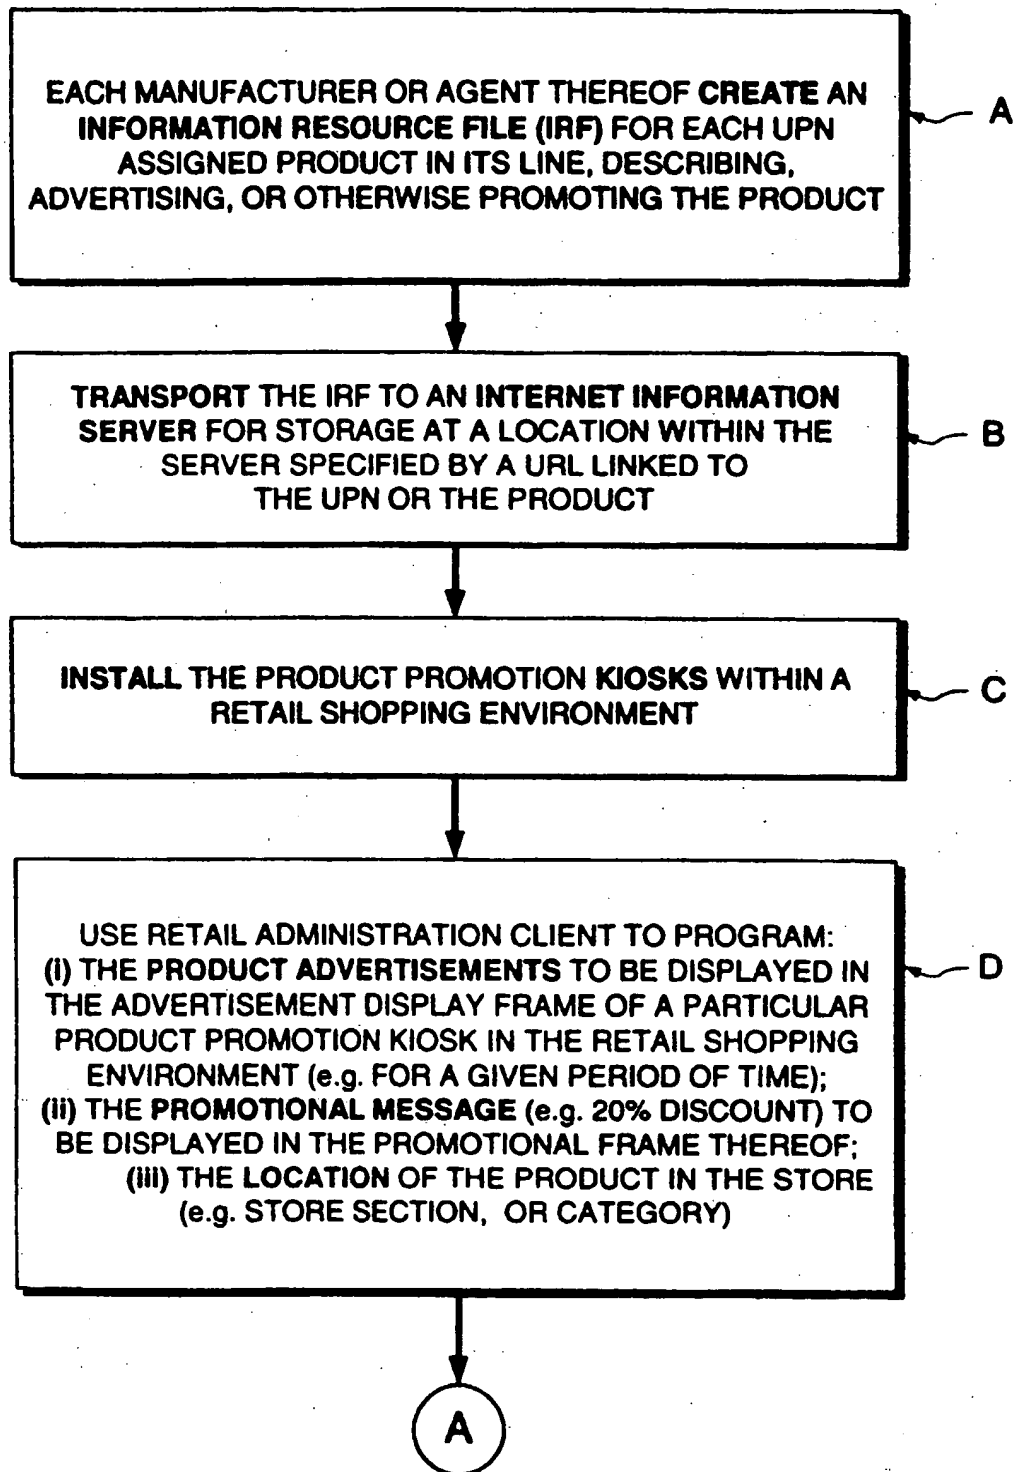 EACH MANUFACTURER OR AGENT THEREOF CREATE AN
INFORMATION RESOURCE FILE (IRF) FOR EACH UPN
ASSIGNED PRODUCT IN ITS LINE, DESCRIBING,
ADVERTISING, OR OTHERWISE PROMOTING THE PRODUCT
A
TRANSPORT THE IRF TO AN INTERNET INFORMATION
SERVER FOR STORAGE AT A LOCATION WITHIN THE
SERVER SPECIFIED BY A URL LINKED TO
THE UPN OR THE PRODUCT
B
INSTALL THE PRODUCT PROMOTION KIOSKS WITHIN A
RETAIL SHOPPING ENVIRONMENT
C
USE RETAIL ADMINISTRATION CLIENT TO PROGRAM:
(i) THE PRODUCT ADVERTISEMENTS TO BE DISPLAYED IN
THE ADVERTISEMENT DISPLAY FRAME OF A PARTICULAR
PRODUCT PROMOTION KIOSK IN THE RETAIL SHOPPING
ENVIRONMENT (e.g. FOR A GIVEN PERIOD OF TIME);
(ii) THE PROMOTIONAL MESSAGE (e.g. 20% DISCOUNT) TO
BE DISPLAYED IN THE PROMOTIONAL FRAME THEREOF;
(iii) THE LOCATION OF THE PRODUCT IN THE STORE
(e.g. STORE SECTION, OR CATEGORY)
D
A